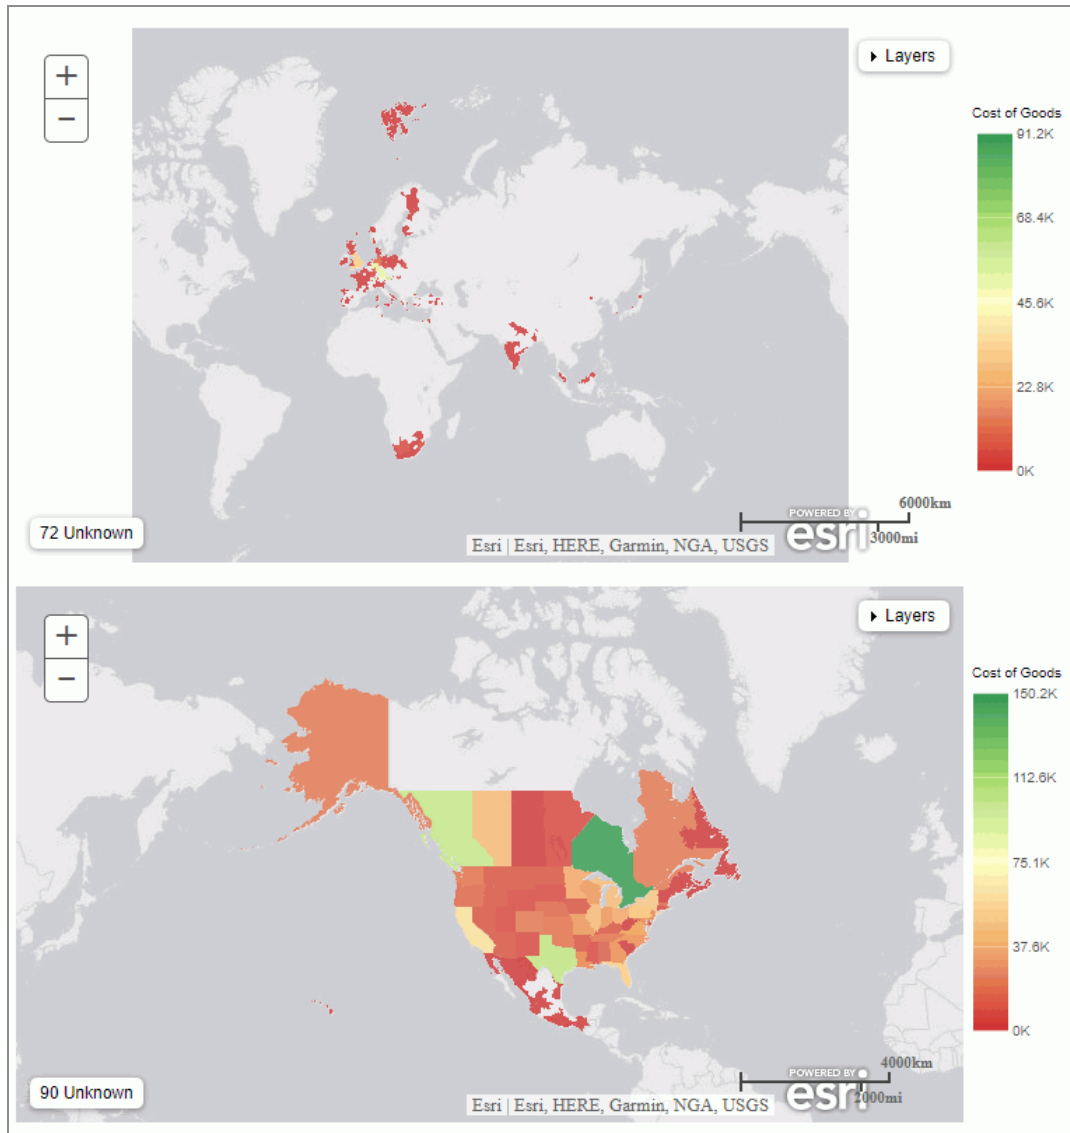 +
−
Layers
Cost of Goods
91.2K
68.4K
45.6K
22.8K
0K
72 Unknown
6000km
3000mi
POWERED BY
esri
Esri | Esri, HERE, Garmin, NGA, USGS
+
−
Layers
Cost of Goods
150.2K
112.6K
75.1K
37.6K
0K
90 Unknown
4000km
2000mi
POWERED BY
esri
Esri | Esri, HERE, Garmin, NGA, USGS